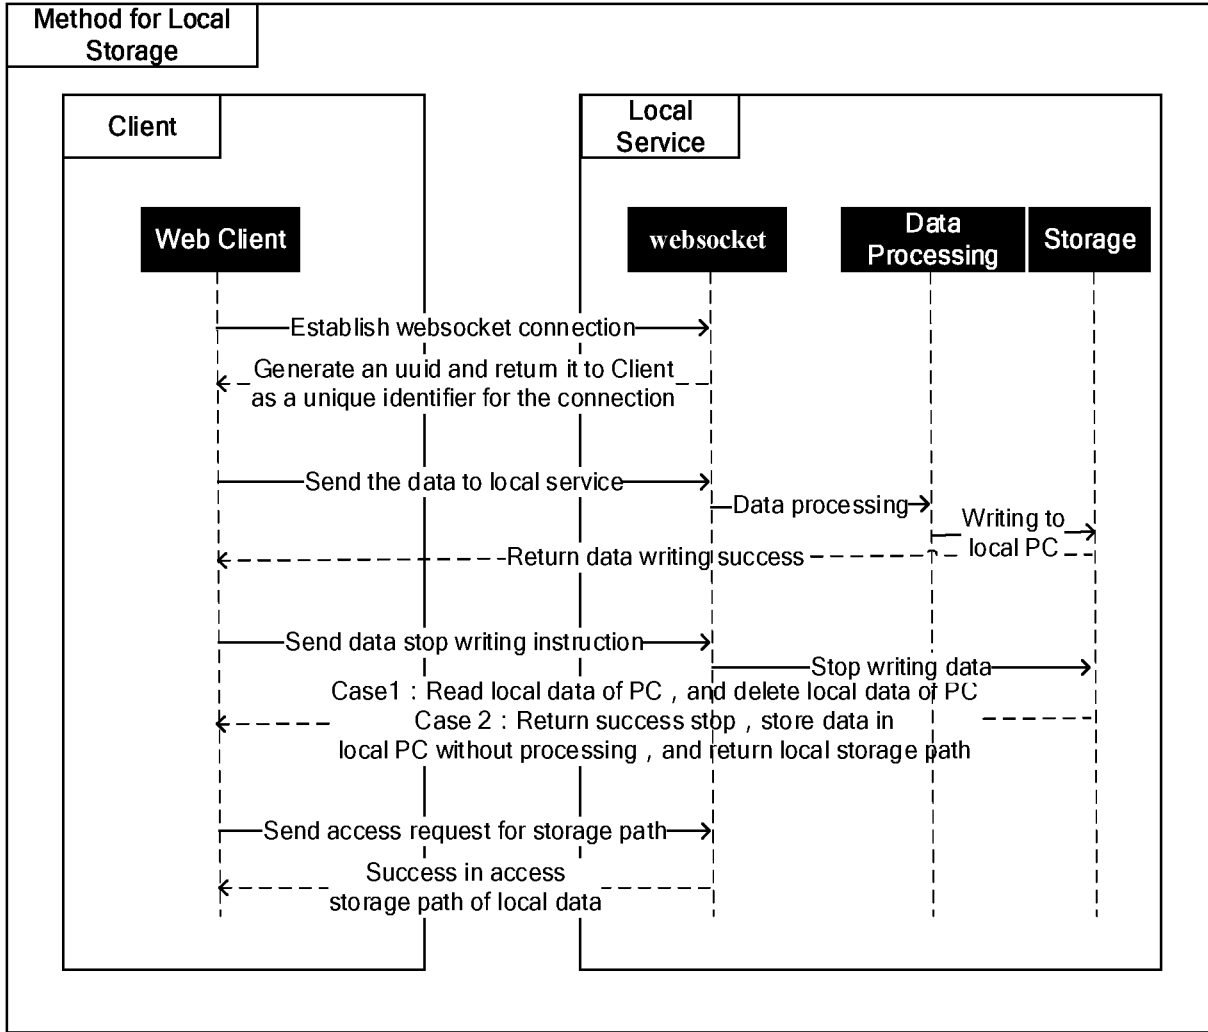 Method for Local
Storage
Client
Local
Service
Web Client
websocket
Data
Processing
Storage
Establish websocket connection
Generate an uuid and return it to Client
as a unique identifier for the connection
Send the data to local service
Data processing
Writing to
local PC
Return data writing success
Send data stop writing instruction
Stop writing data
Case1：Read local data of PC，and delete local data of PC
Case 2：Return success stop，store data in
local PC without processing，and return local storage path
Send access request for storage path
Success in access
storage path of local data